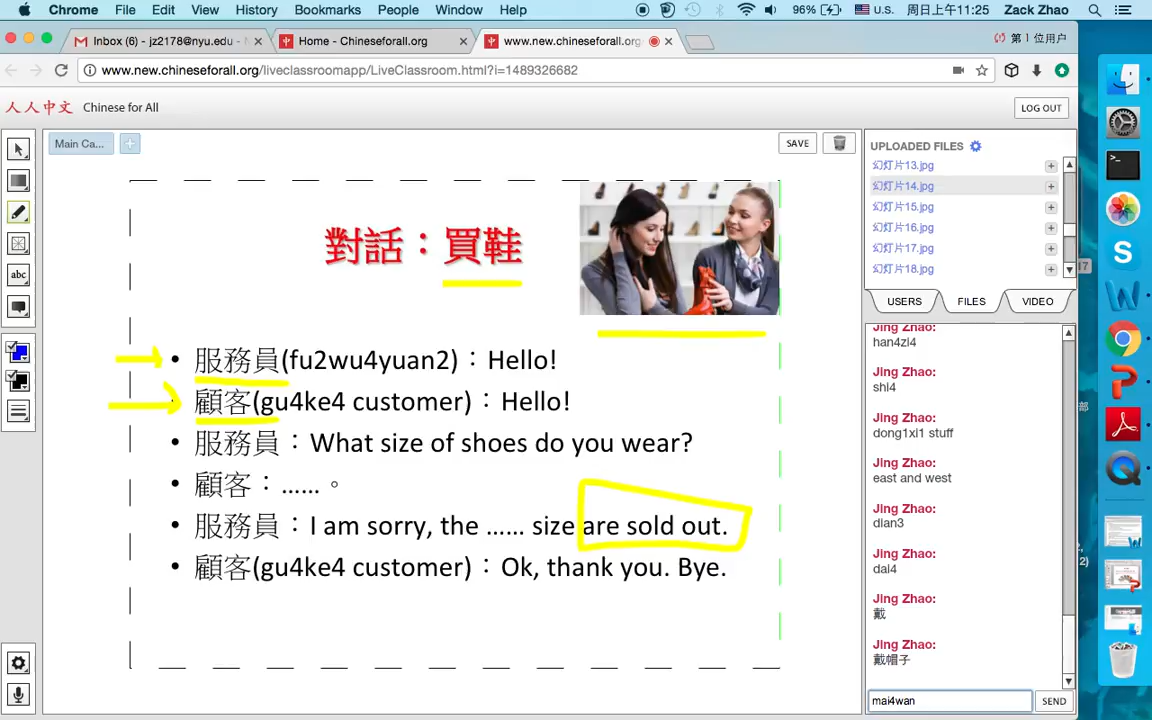 Chrome File Edit View History Bookmarks People Window Help 96% U.S. 周日上午11:25 Zack Zhao
Inbox (6) - jz2178@nyu.edu - Home - Chineseforall.org www.new.chineseforall.org 第 1 位用户
www.new.chineseforall.org/liveclassroomapp/LiveClassroom.html?i=1489326682
人人中文 Chinese for All LOG OUT
Main Ca... SAVE
UPLOADED FILES
幻灯片13.jpg
幻灯片14.jpg
幻灯片15.jpg
幻灯片16.jpg
幻灯片17.jpg
幻灯片18.jpg
USERS FILES VIDEO
abc
對話：買鞋
• 服務員(fu2wu4yuan2)：Hello!
• 顧客(gu4ke4 customer)：Hello!
• 服務員：What size of shoes do you wear?
• 顧客：......。
• 服務員：I am sorry, the ...... size are sold out.
• 顧客(gu4ke4 customer)：Ok, thank you. Bye.
Jing Zhao:
han4zi4
Jing Zhao:
shi4
Jing Zhao:
dong1xi1 stuff
Jing Zhao:
east and west
Jing Zhao:
dian3
Jing Zhao:
dai4
Jing Zhao:
戴
Jing Zhao:
戴帽子
mai4wan SEND